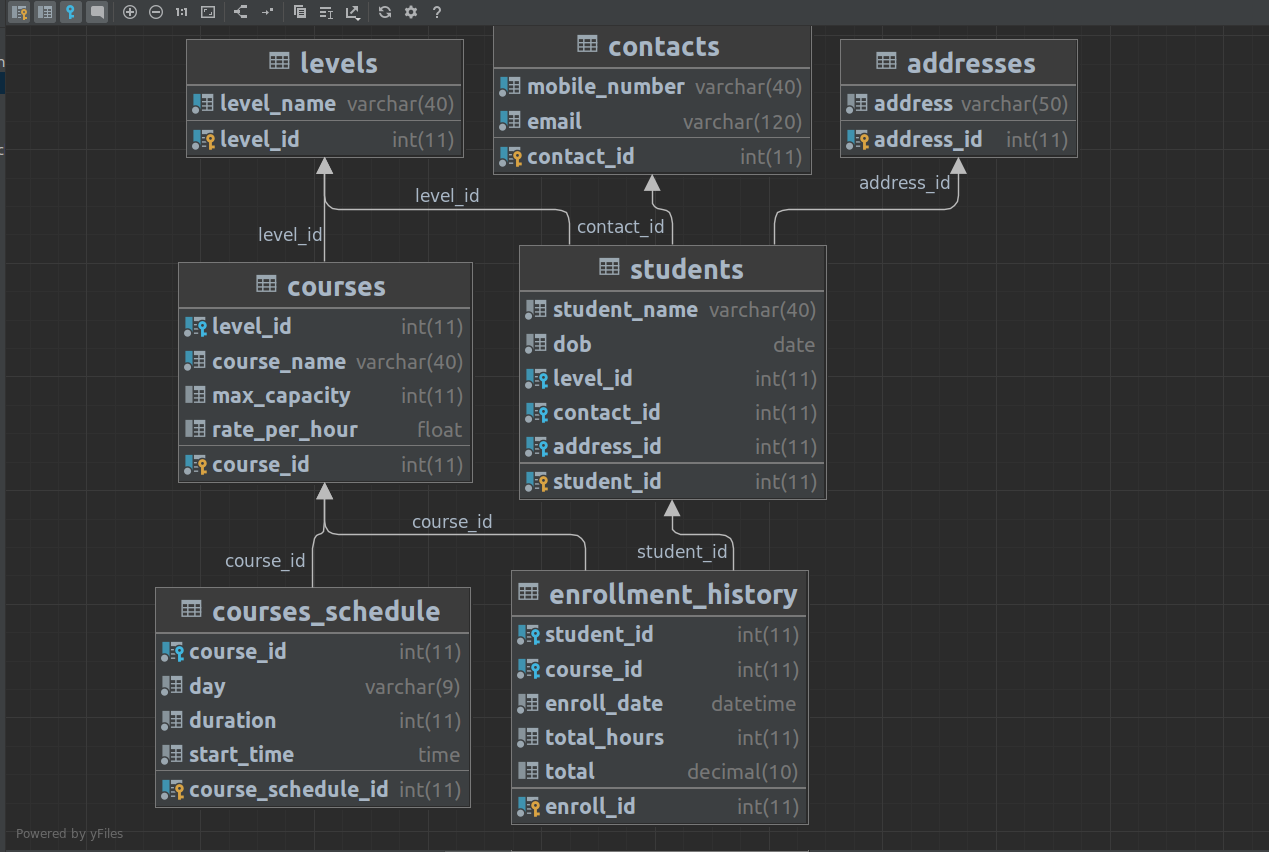 1:1
?
levels
level_name varchar(40)
level_id int(11)
contacts
mobile_number varchar(40)
email varchar(120)
contact_id int(11)
addresses
address varchar(50)
address_id int(11)
level_id
contact_id
address_id
level_id
courses
level_id int(11)
course_name varchar(40)
max_capacity int(11)
rate_per_hour float
course_id int(11)
students
student_name varchar(40)
dob date
level_id int(11)
contact_id int(11)
address_id int(11)
student_id int(11)
course_id
course_id
student_id
courses_schedule
course_id int(11)
day varchar(9)
duration int(11)
start_time time
course_schedule_id int(11)
enrollment_history
student_id int(11)
course_id int(11)
enroll_date datetime
total_hours int(11)
total decimal(10)
enroll_id int(11)
Powered by yFiles